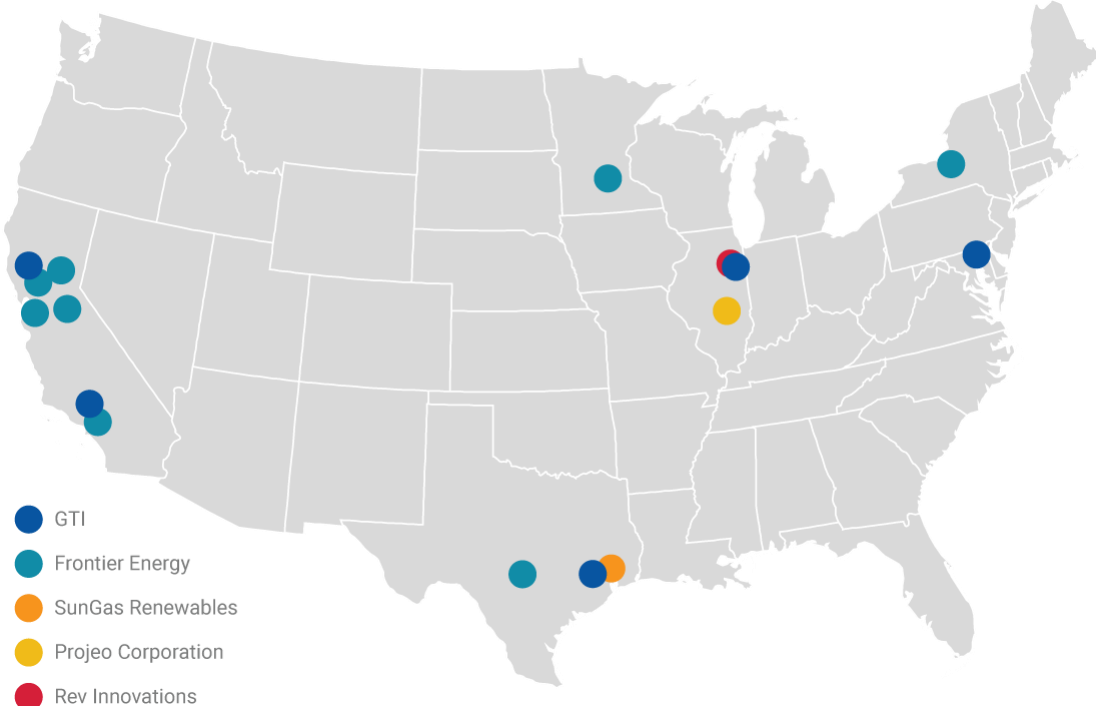 GTI
Frontier Energy
SunGas Renewables
Projeo Corporation
Rev Innovations